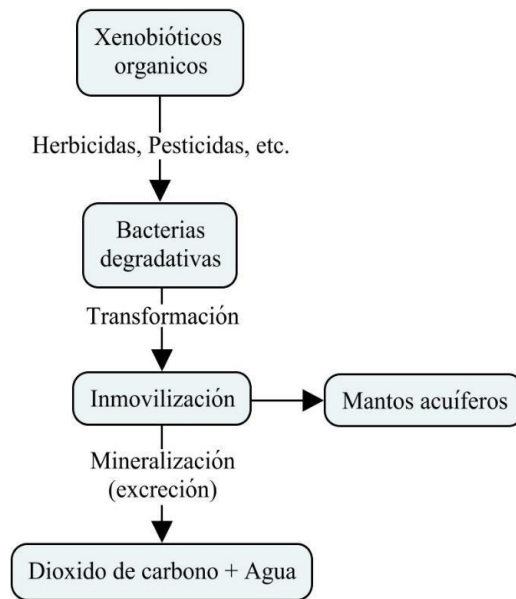 Xenobióticos
organicos
Herbicidas, Pesticidas, etc.
Bacterias
degradativas
Transformación
Inmovilización
Mantos acuíferos
Mineralización
(excreción)
Dioxido de carbono + Agua